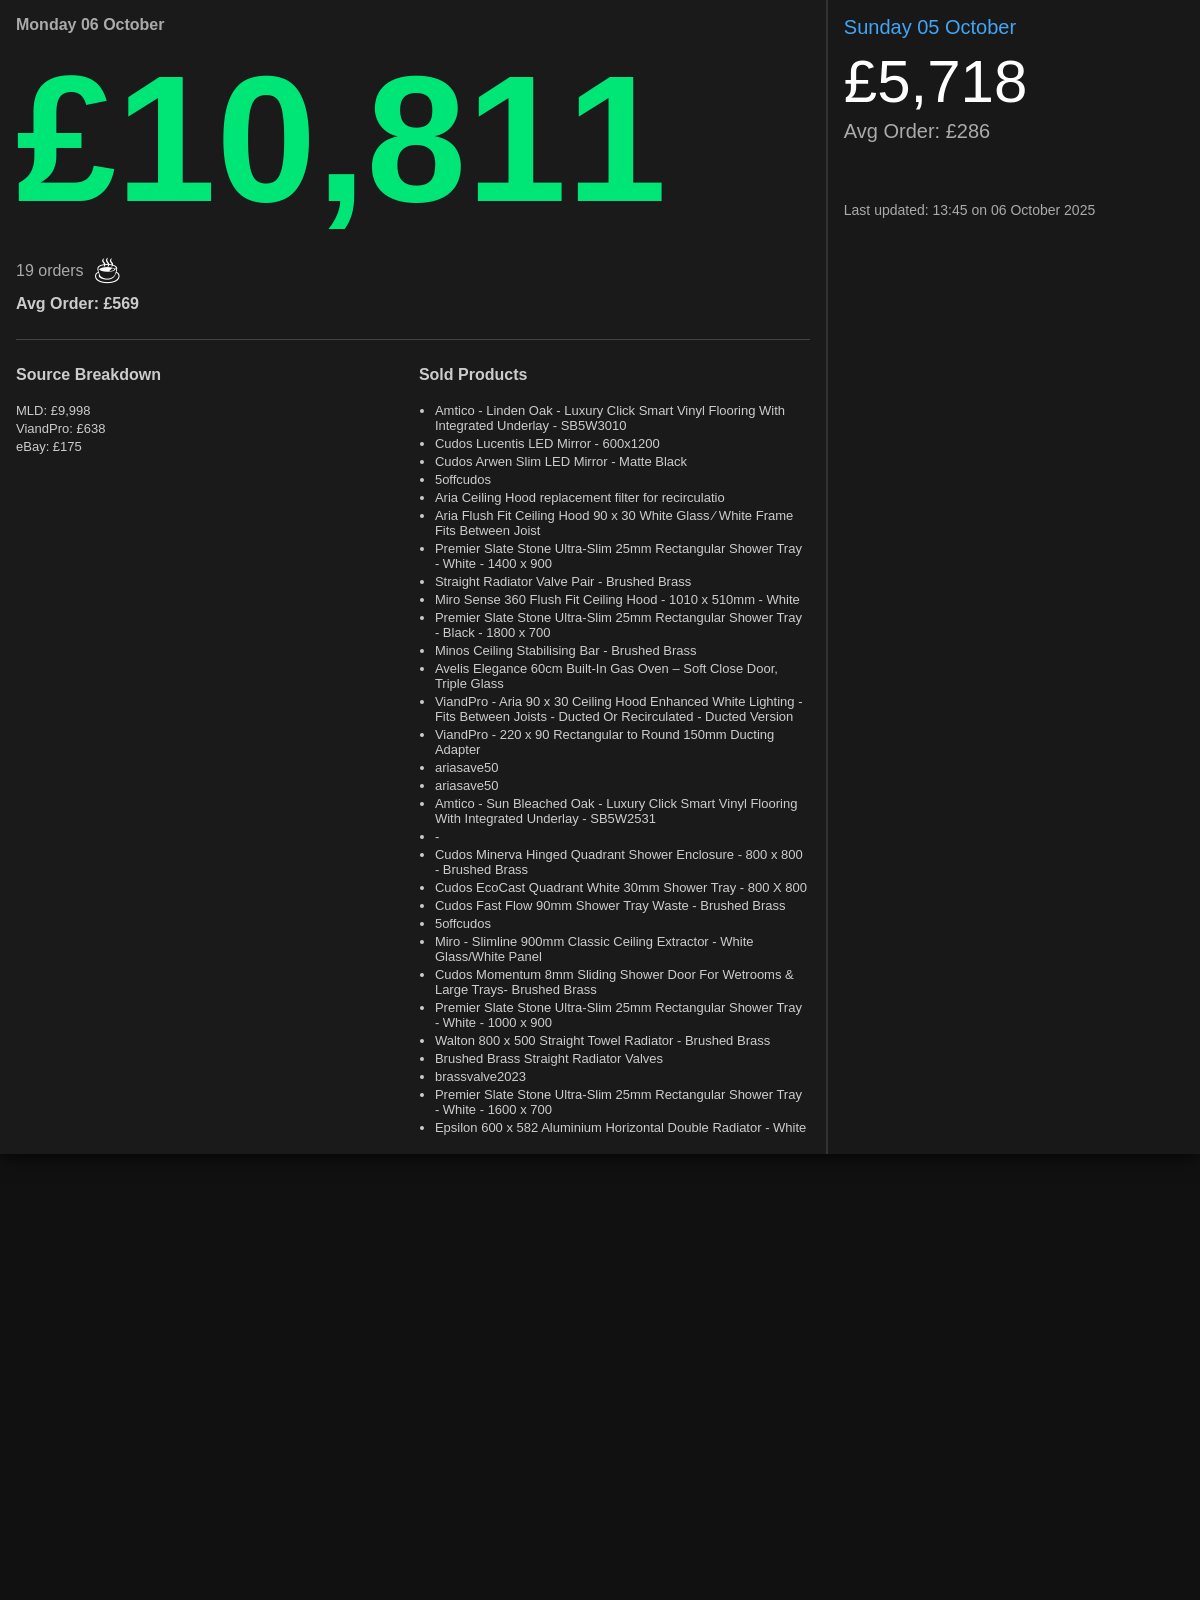 Monday 06 October
£10,811
19 orders ☕
Avg Order: £569
Source Breakdown
MLD: £9,998
ViandPro: £638
eBay: £175
Sold Products
• Amtico - Linden Oak - Luxury Click Smart Vinyl Flooring With
Integrated Underlay - SB5W3010
• Cudos Lucentis LED Mirror - 600x1200
• Cudos Arwen Slim LED Mirror - Matte Black
• 5offcudos
• Aria Ceiling Hood replacement filter for recirculatio
• Aria Flush Fit Ceiling Hood 90 x 30 White Glass ⁄ White Frame
Fits Between Joist
• Premier Slate Stone Ultra-Slim 25mm Rectangular Shower Tray
- White - 1400 x 900
• Straight Radiator Valve Pair - Brushed Brass
• Miro Sense 360 Flush Fit Ceiling Hood - 1010 x 510mm - White
• Premier Slate Stone Ultra-Slim 25mm Rectangular Shower Tray
- Black - 1800 x 700
• Minos Ceiling Stabilising Bar - Brushed Brass
• Avelis Elegance 60cm Built-In Gas Oven – Soft Close Door,
Triple Glass
• ViandPro - Aria 90 x 30 Ceiling Hood Enhanced White Lighting -
Fits Between Joists - Ducted Or Recirculated - Ducted Version
• ViandPro - 220 x 90 Rectangular to Round 150mm Ducting
Adapter
• ariasave50
• ariasave50
• Amtico - Sun Bleached Oak - Luxury Click Smart Vinyl Flooring
With Integrated Underlay - SB5W2531
• -
• Cudos Minerva Hinged Quadrant Shower Enclosure - 800 x 800
- Brushed Brass
• Cudos EcoCast Quadrant White 30mm Shower Tray - 800 X 800
• Cudos Fast Flow 90mm Shower Tray Waste - Brushed Brass
• 5offcudos
• Miro - Slimline 900mm Classic Ceiling Extractor - White
Glass/White Panel
• Cudos Momentum 8mm Sliding Shower Door For Wetrooms &
Large Trays- Brushed Brass
• Premier Slate Stone Ultra-Slim 25mm Rectangular Shower Tray
- White - 1000 x 900
• Walton 800 x 500 Straight Towel Radiator - Brushed Brass
• Brushed Brass Straight Radiator Valves
• brassvalve2023
• Premier Slate Stone Ultra-Slim 25mm Rectangular Shower Tray
- White - 1600 x 700
• Epsilon 600 x 582 Aluminium Horizontal Double Radiator - White
Sunday 05 October
£5,718
Avg Order: £286
Last updated: 13:45 on 06 October 2025